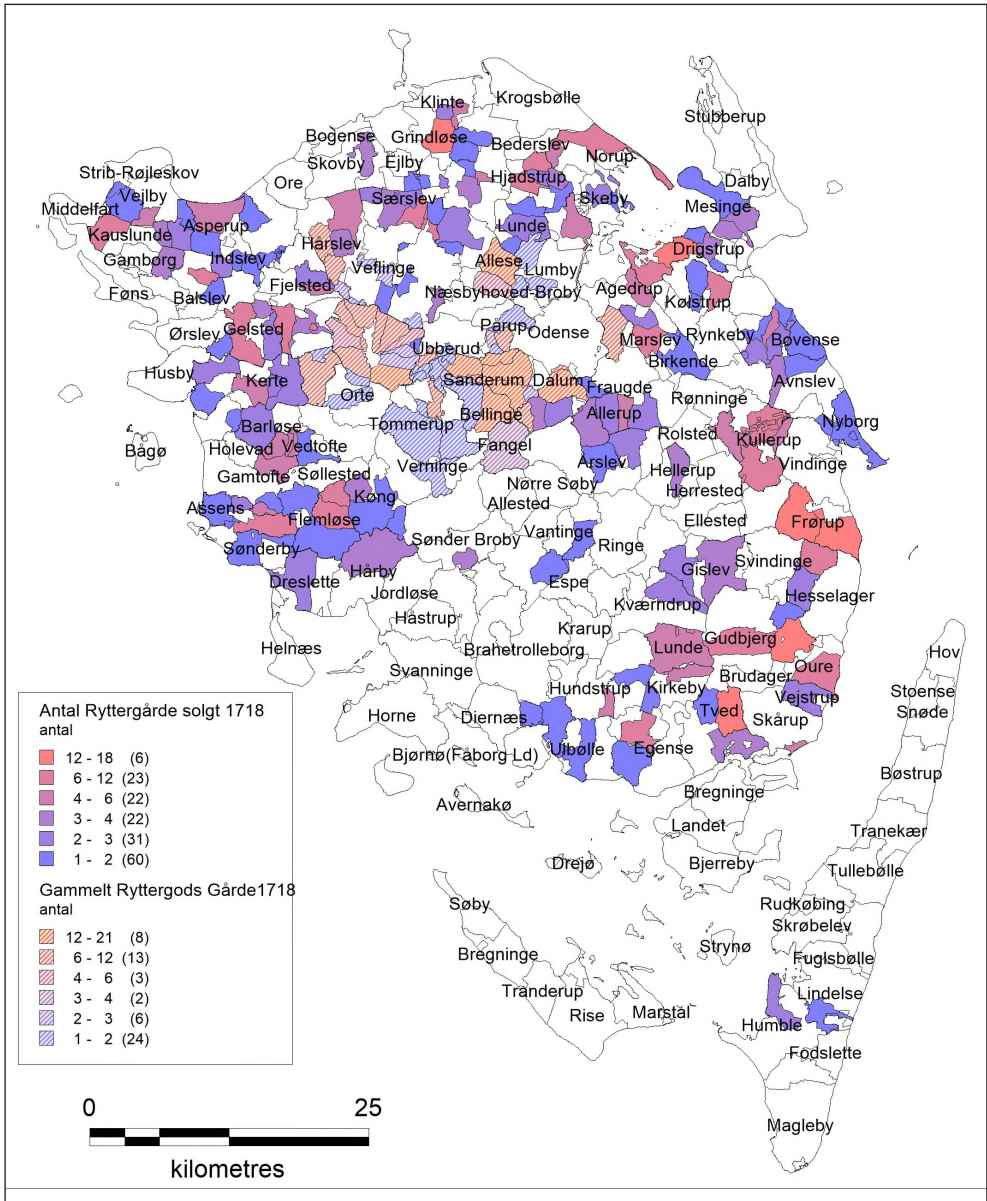 Krogsbølle
Klinte
Stubberup
Grindløse
Bogense
Bederslev
Skovby
Ejlby
Norup
Strib-Røjleskov
Ore
Hjadstrup
Dalby
Vejlby
Særslev
Skeby
Mesinge
Middelfart
Asperup
Lunde
Kauslunde
Hårslev
Drigstrup
Gamborg
Indslev
Veflinge
Allese
Lumby
Fjelsted
Næsbyhoved-Broby
Agedrup
Føns
Balslev
Kølstrup
Ørslev
Gelsted
Pårup
Odense
Marslev
Rynkeby
Bovense
Ubberud
Birkende
Husby
Kerte
Sanderum
Dalum
Fraugde
Avnslev
Orte
Rønninge
Bellinge
Allerup
Nyborg
Tommerup
Barløse
Rolsted
Kullerup
Bågø
Holevad
Vedtofte
Fangel
Verninge
Årslev
Hellerup
Vindinge
Gamtofte
Søllested
Nørre Søby
Herrested
Køng
Allested
Assens
Flemløse
Vantinge
Ellested
Frørup
Sønder Broby
Ringe
Sønderby
Svindinge
Espe
Gislev
Hårby
Dreslette
Jordløse
Kværndrup
Hesselager
Håstrup
Krarup
Helnæs
Brahetrolleborg
Lunde
Gudbjerg
Hov
Svanninge
Brudager
Oure
Hundstrup
Kirkeby
Stoense
Vejstrup
Snøde
Horne
Diernæs
Tved
Skårup
Bjørnø(Fåborg Ld)
Ulbølle
Egense
Bøstrup
Bregninge
Avernakø
Landet
Tranekær
Drejø
Bjerreby
Tullebølle
Søby
Rudkøbing
Skrøbelev
Strynø
Bregninge
Fuglsbølle
Tranderup
Lindelse
Rise
Marstal
Humble
Fodslette
Magleby
Antal Ryttergårde solgt 1718
antal
12 - 18 (6)
6 - 12 (23)
4 - 6 (22)
3 - 4 (22)
2 - 3 (31)
1 - 2 (60)
Gammelt Ryttergods Gårde1718
antal
12 - 21 (8)
6 - 12 (13)
4 - 6 (3)
3 - 4 (2)
2 - 3 (6)
1 - 2 (24)
0 25
kilometres